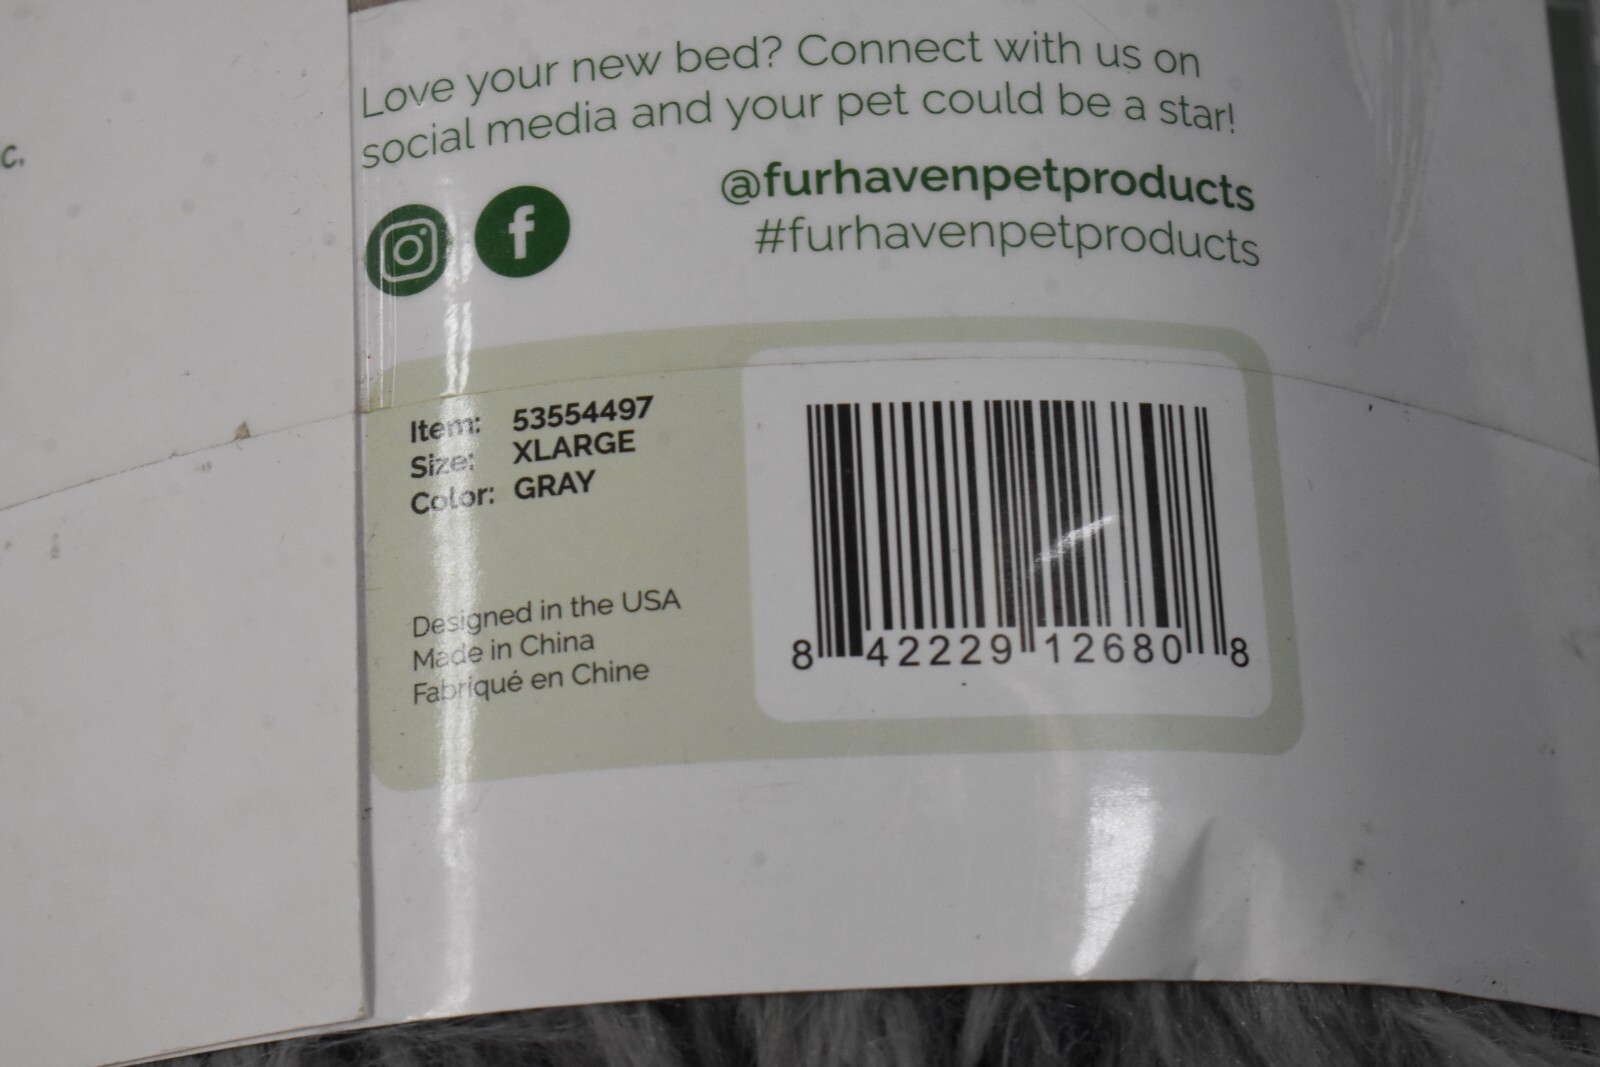 c.
Love your new bed? Connect with us on
social media and your pet could be a star!
@furhavenpetproducts
#furhavenpetproducts
Item: 53554497
Size: XLARGE
Color: GRAY
Designed in the USA
Made in China
Fabriqué en Chine
8 42229 12680 8